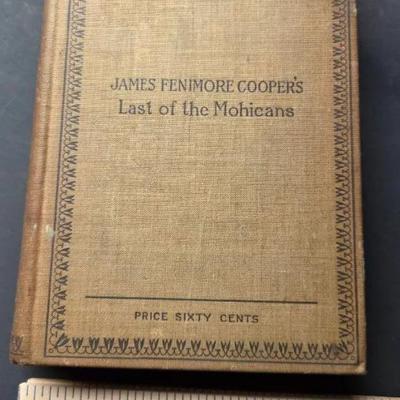 JAMES FENIMORE COOPER'S
Last of the Mohicans
PRICE SIXTY CENTS